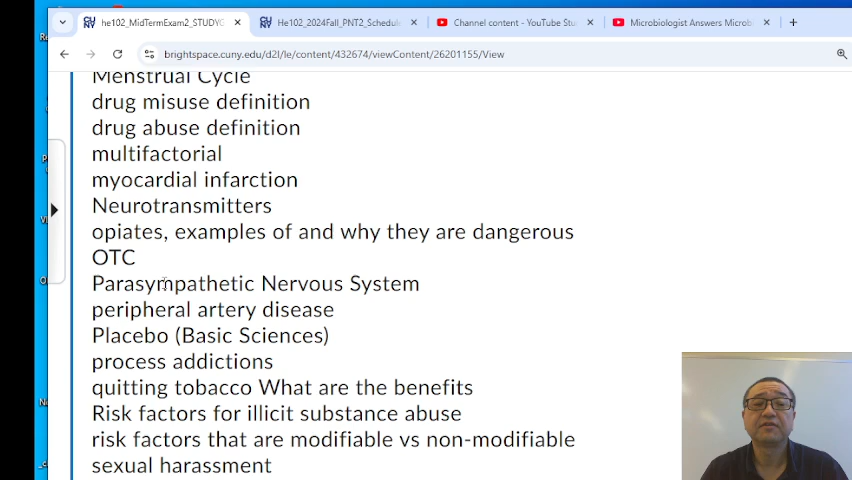 he102_MidTermExam2_STUDYG
He102_2024Fall_PNT2_Schedule
Channel content - YouTube Stu
Microbiologist Answers Microbi
brightspace.cuny.edu/d2l/le/content/432674/viewContent/26201155/View
Menstrual Cycle
drug misuse definition
drug abuse definition
multifactorial
myocardial infarction
Neurotransmitters
opiates, examples of and why they are dangerous
OTC
Parasympathetic Nervous System
peripheral artery disease
Placebo (Basic Sciences)
process addictions
quitting tobacco What are the benefits
Risk factors for illicit substance abuse
risk factors that are modifiable vs non-modifiable
sexual harassment